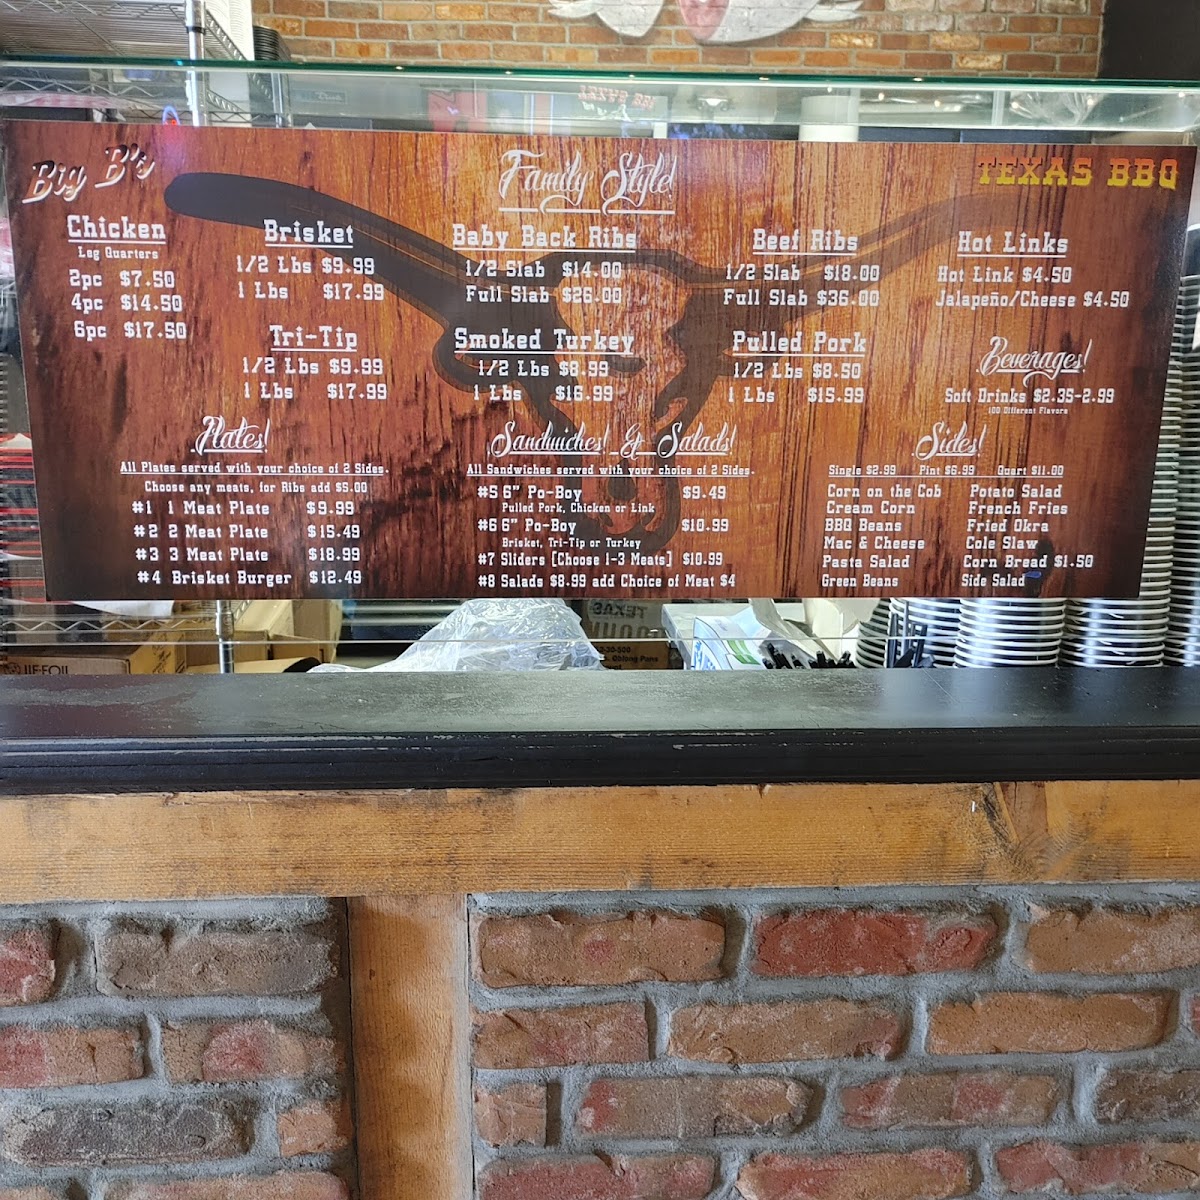 Big B's
Family Style!
TEXAS BBQ
Chicken
Leg Quarters
2pc $7.50
4pc $14.50
6pc $17.50
Brisket
1/2 Lbs $9.99
1 Lbs $17.99
Tri-Tip
1/2 Lbs $9.99
1 Lbs $17.99
Baby Back Ribs
1/2 Slab $14.00
Full Slab $26.00
Smoked Turkey
1/2 Lbs $8.99
1 Lbs $16.99
Beef Ribs
1/2 Slab $18.00
Full Slab $36.00
Pulled Pork
1/2 Lbs $8.50
1 Lbs $15.99
Hot Links
Hot Link $4.50
Jalapeño/Cheese $4.50
Beverages!
Soft Drinks $2.35-2.99
100 Different Flavors
Plates!
All Plates served with your choice of 2 Sides.
Choose any meats, for Ribs add $5.00
#1 1 Meat Plate $9.99
#2 2 Meat Plate $15.49
#3 3 Meat Plate $18.99
#4 Brisket Burger $12.49
Sandwiches! & Salads!
All Sandwiches served with your choice of 2 Sides.
#5 6" Po-Boy $9.49
Pulled Pork, Chicken or Link
#6 6" Po-Boy $10.99
Brisket, Tri-Tip or Turkey
#7 Sliders [Choose 1-3 Meats] $10.99
#8 Salads $8.99 add Choice of Meat $4
Sides!
Single $2.99 Pint $6.99 Quart $11.00
Corn on the Cob Potato Salad
Cream Corn French Fries
BBQ Beans Fried Okra
Mac & Cheese Cole Slaw
Pasta Salad Corn Bread $1.50
Green Beans Side Salad
TEXAS